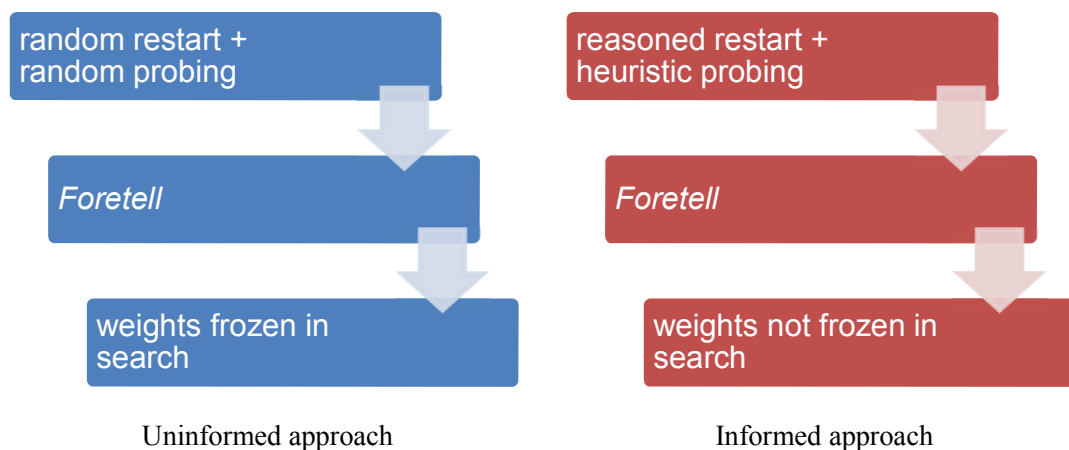 random restart +
random probing
Foretell
weights frozen in
search
Uninformed approach
reasoned restart +
heuristic probing
Foretell
weights not frozen in
search
Informed approach